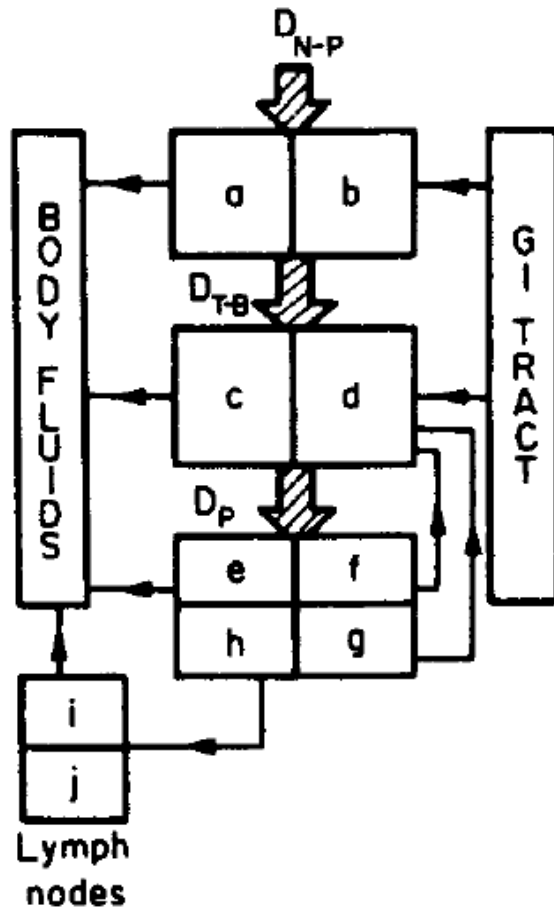 D_N-P
a b
BODY FLUIDS
GI TRACT
D_T-B
c d
D_P
e f
h g
i
j
Lymph
nodes